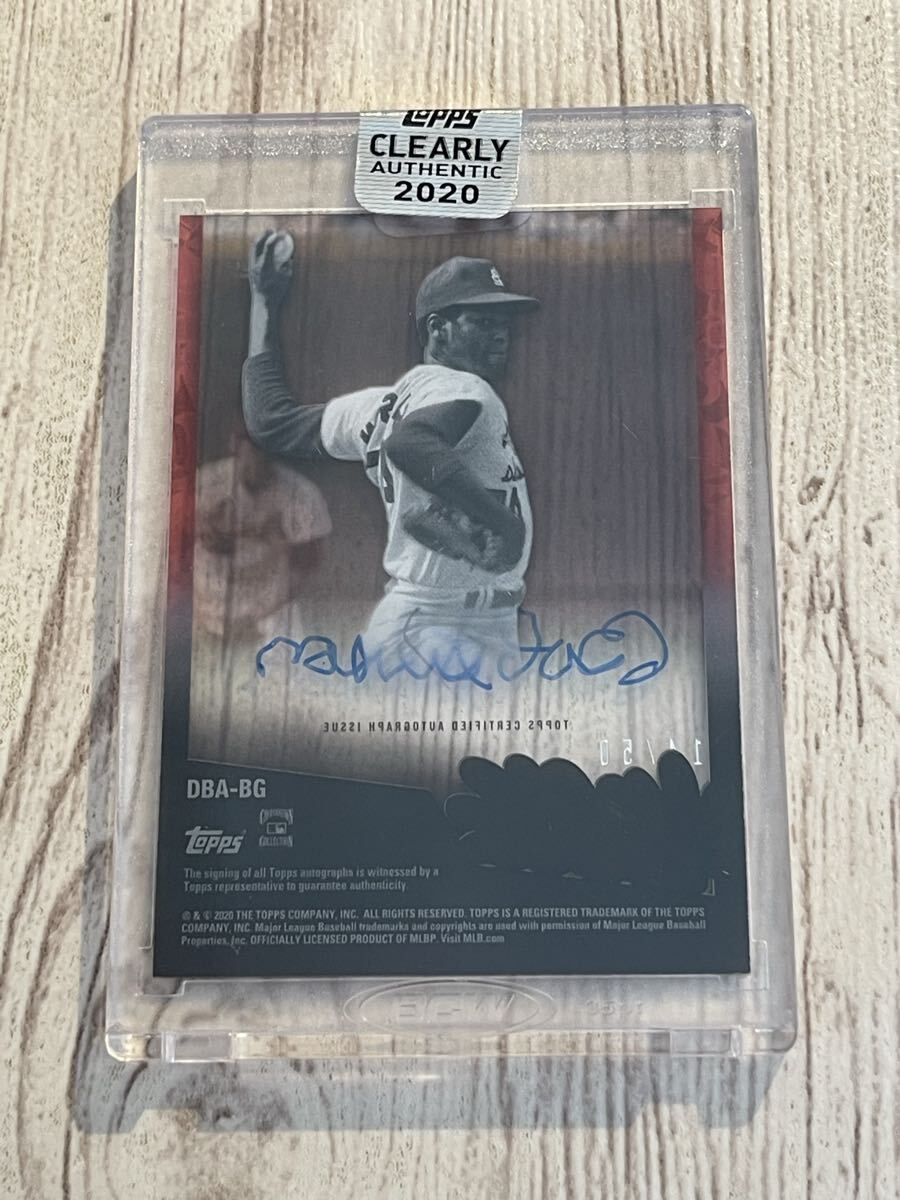 topps
CLEARLY
AUTHENTIC
2020
TOPPS CERTIFIED AUTOGRAPH ISSUE
/50
DBA-BG
topps
COOPERSTOWN
COLLECTION
The signing of all Topps autographs is witnessed by a
Topps representative to guarantee authenticity.
© & © 2020 THE TOPPS COMPANY, INC. ALL RIGHTS RESERVED. TOPPS IS A REGISTERED TRADEMARK OF THE TOPPS
COMPANY, INC. Major League Baseball trademarks and copyrights are used with permission of Major League Baseball
Properties, Inc. OFFICIALLY LICENSED PRODUCT OF MLBP. Visit MLB.com
BCW